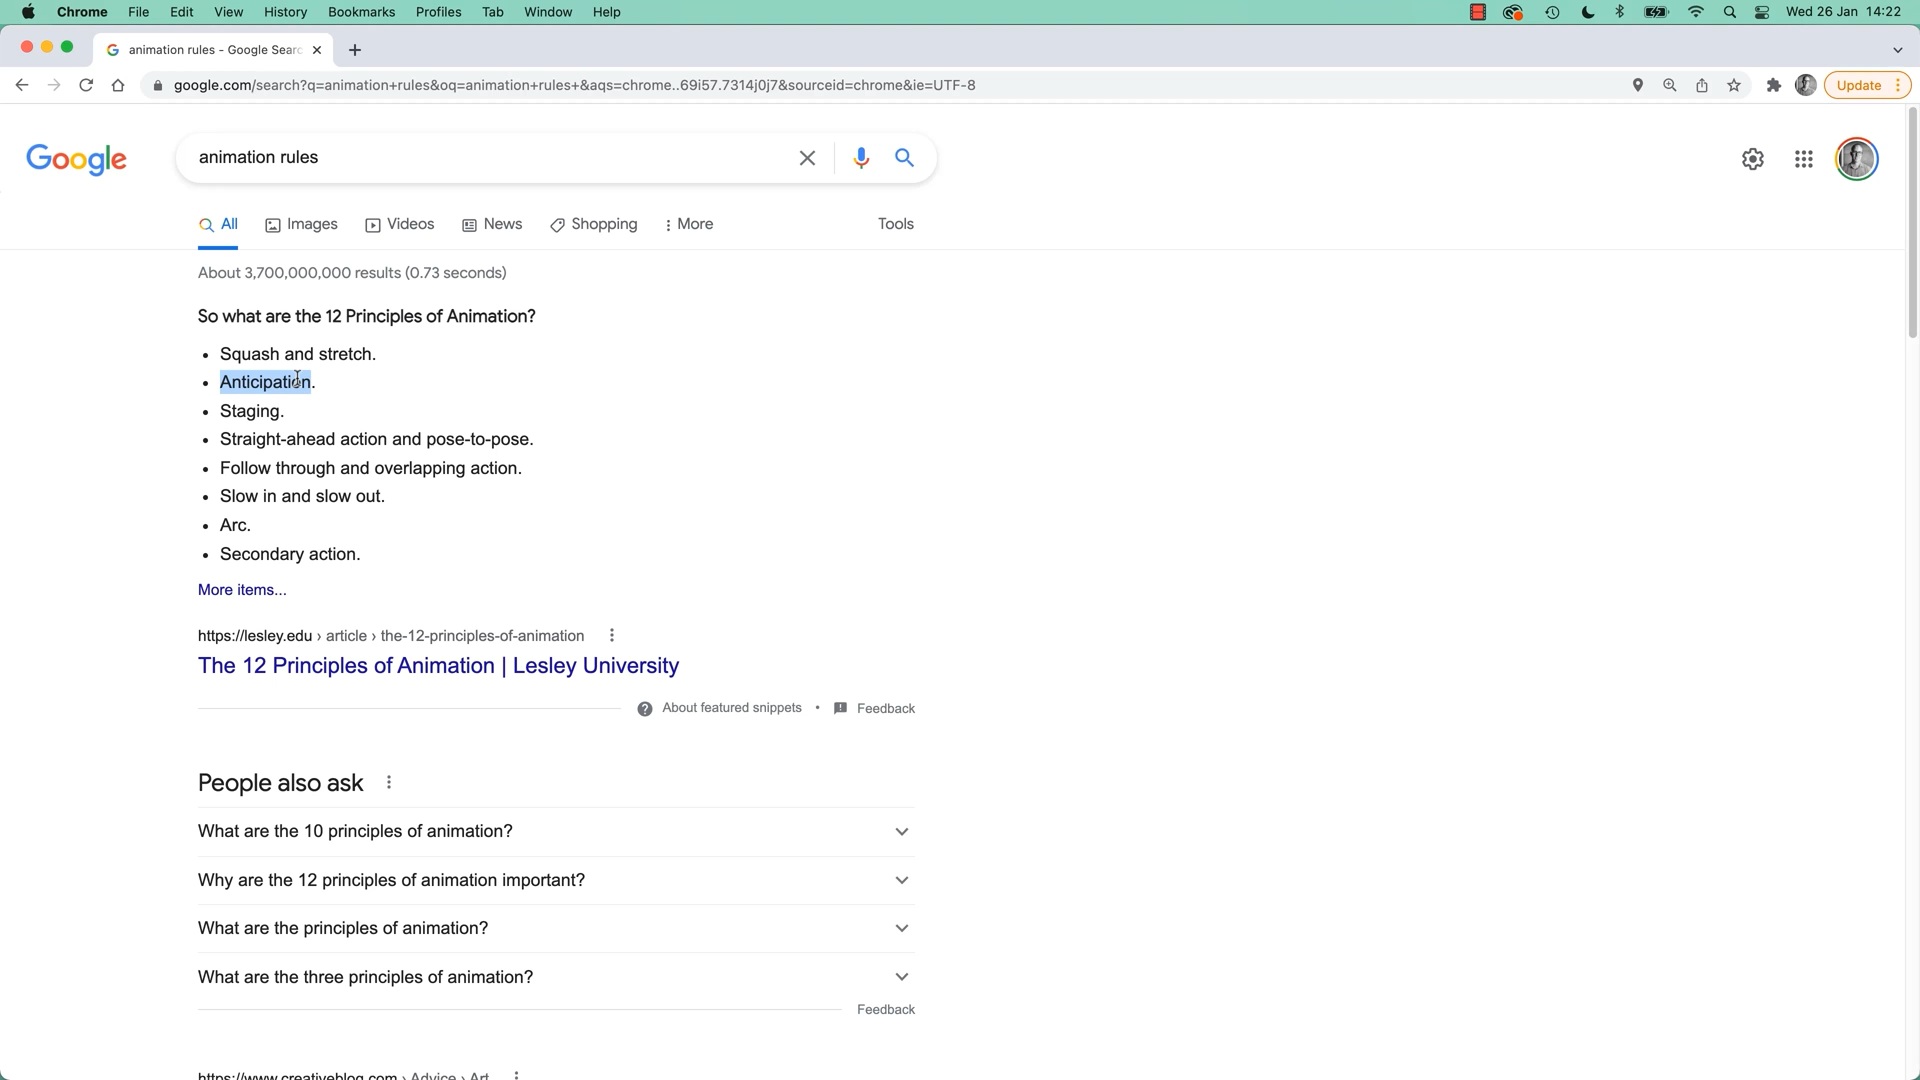 Chrome File Edit View History Bookmarks Profiles Tab Window Help Wed 26 Jan 14:22
animation rules - Google Searc
google.com/search?q=animation+rules&oq=animation+rules+&aqs=chrome..69i57.7314j0j7&sourceid=chrome&ie=UTF-8 Update
Google animation rules
All Images Videos News Shopping More Tools
About 3,700,000,000 results (0.73 seconds)
So what are the 12 Principles of Animation?
• Squash and stretch.
• Anticipation.
• Staging.
• Straight-ahead action and pose-to-pose.
• Follow through and overlapping action.
• Slow in and slow out.
• Arc.
• Secondary action.
More items...
https://lesley.edu › article › the-12-principles-of-animation
The 12 Principles of Animation | Lesley University
About featured snippets • Feedback
People also ask
What are the 10 principles of animation?
Why are the 12 principles of animation important?
What are the principles of animation?
What are the three principles of animation?
Feedback
https://www.creativebloq.com › Advice › Art